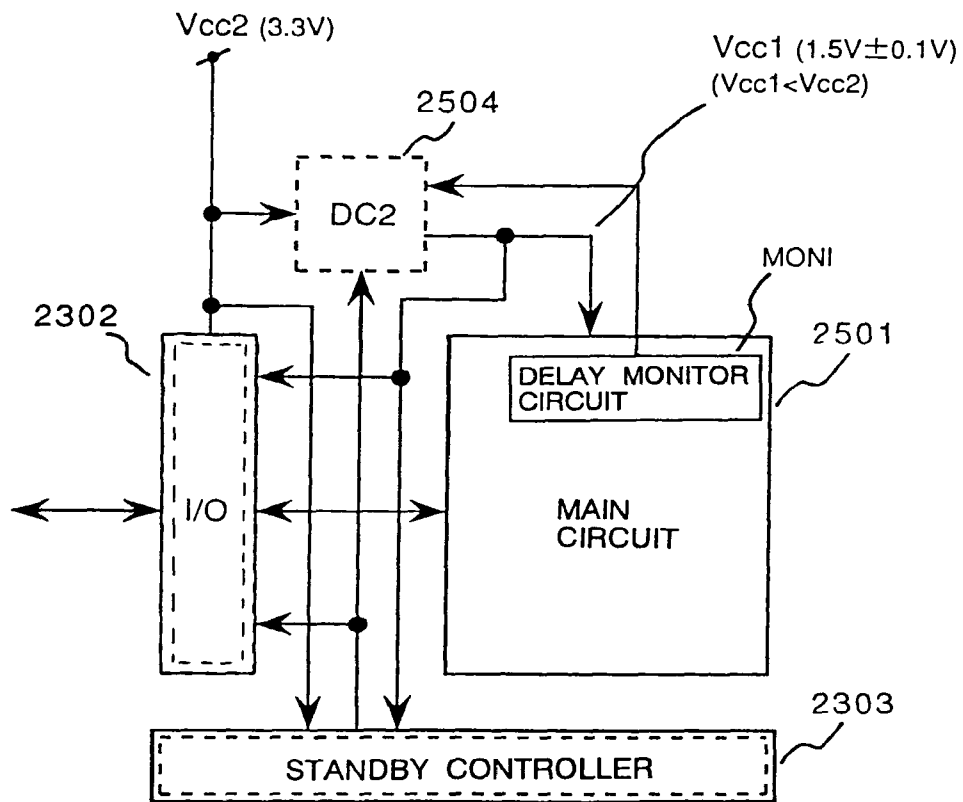 Vcc2 (3.3V)
Vcc1 (1.5V±0.1V)
(Vcc1<Vcc2)
2504
DC2
MONI
2302
2501
DELAY MONITOR
CIRCUIT
I/O
MAIN
CIRCUIT
2303
STANDBY CONTROLLER